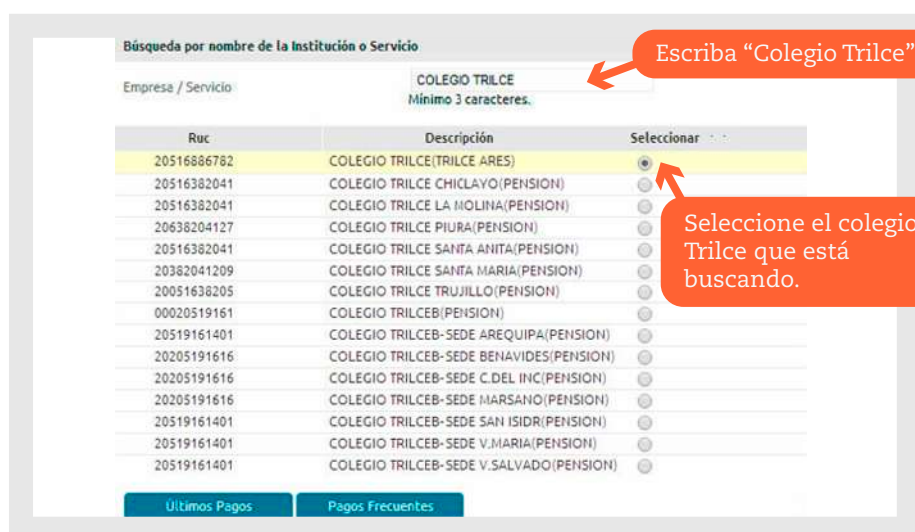 Búsqueda por nombre de la Institución o Servicio
Escriba “Colegio Trilce”
Empresa / Servicio
COLEGIO TRILCE
Mínimo 3 caracteres.
Ruc Descripción Seleccionar
20516886782 COLEGIO TRILCE(TRILCE ARES)
20516382041 COLEGIO TRILCE CHICLAYO(PENSION)
20516382041 COLEGIO TRILCE LA MOLINA(PENSION)
20638204127 COLEGIO TRILCE PIURA(PENSION)
20516382041 COLEGIO TRILCE SANTA ANITA(PENSION)
20382041209 COLEGIO TRILCE SANTA MARIA(PENSION)
20051638205 COLEGIO TRILCE TRUJILLO(PENSION)
00020519161 COLEGIO TRILCEB(PENSION)
20519161401 COLEGIO TRILCEB-SEDE AREQUIPA(PENSION)
20205191616 COLEGIO TRILCEB-SEDE BENAVIDES(PENSION)
20205191616 COLEGIO TRILCEB-SEDE C.DEL INC(PENSION)
20205191616 COLEGIO TRILCEB-SEDE MARSANO(PENSION)
20519161401 COLEGIO TRILCEB-SEDE SAN ISIDR(PENSION)
20519161401 COLEGIO TRILCEB-SEDE V.MARIA(PENSION)
20519161401 COLEGIO TRILCEB-SEDE V.SALVADO(PENSION)
Seleccione el colegio
Trilce que está
buscando.
Últimos Pagos
Pagos Frecuentes